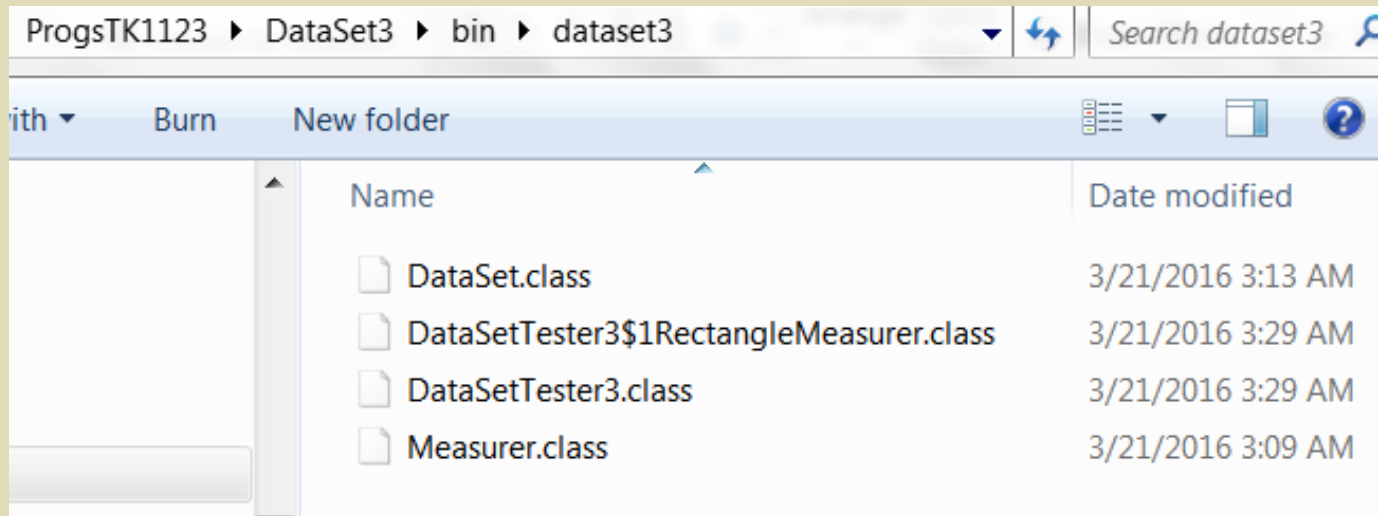 ProgsTK1123 ▸ DataSet3 ▸ bin ▸ dataset3 Search dataset3
ith Burn New folder
Name Date modified
DataSet.class 3/21/2016 3:13 AM
DataSetTester3$1RectangleMeasurer.class 3/21/2016 3:29 AM
DataSetTester3.class 3/21/2016 3:29 AM
Measurer.class 3/21/2016 3:09 AM